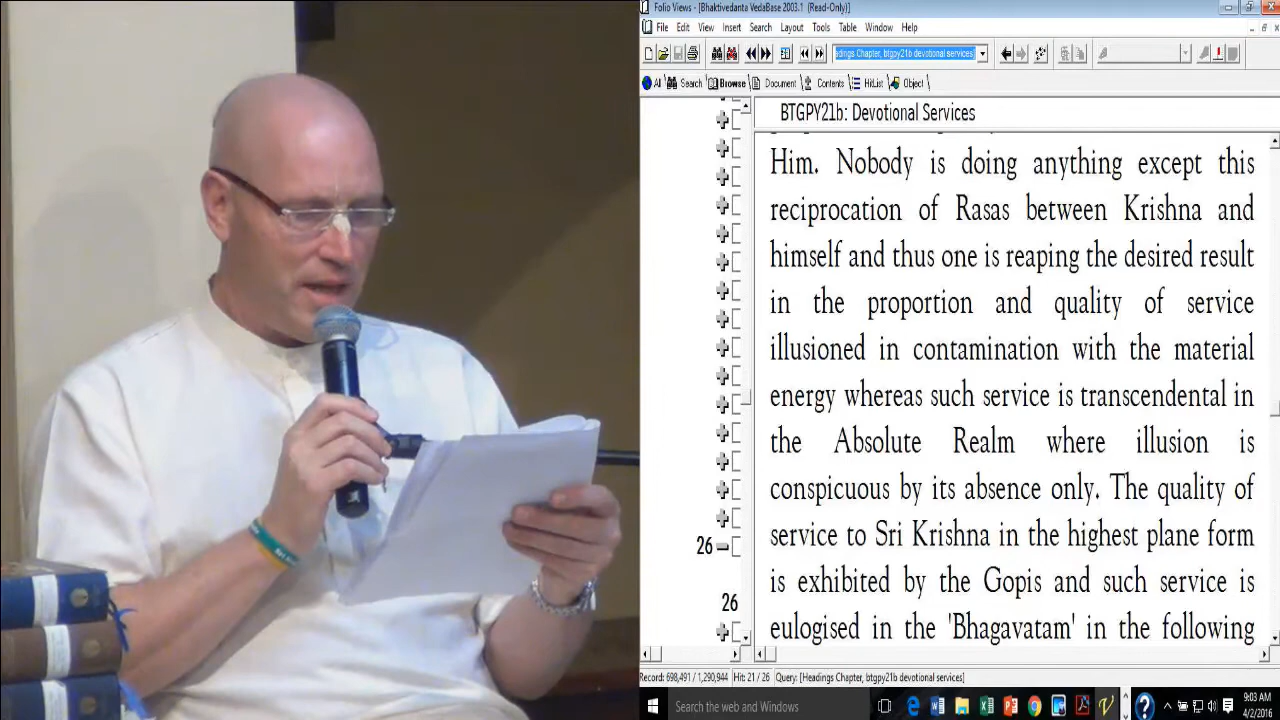 Folio Views - [Bhaktivedanta VedaBase 2003.1 (Read-Only)]
File Edit View Insert Search Layout Tools Table Window Help
eadings Chapter, btgpy21b devotional services]
All Search Browse Document Contents HitList Object
BTGPY21b: Devotional Services
Him. Nobody is doing anything except this
reciprocation of Rasas between Krishna and
himself and thus one is reaping the desired result
in the proportion and quality of service
illusioned in contamination with the material
energy whereas such service is transcendental in
the Absolute Realm where illusion is
conspicuous by its absence only. The quality of
service to Sri Krishna in the highest plane form
26
is exhibited by the Gopis and such service is
26
eulogised in the 'Bhagavatam' in the following
Record: 698,491 / 1,290,944 Hit: 21 / 26 Query: [Headings Chapter, btgpy21b devotional services]
Search the web and Windows
9:03 AM
4/2/2016